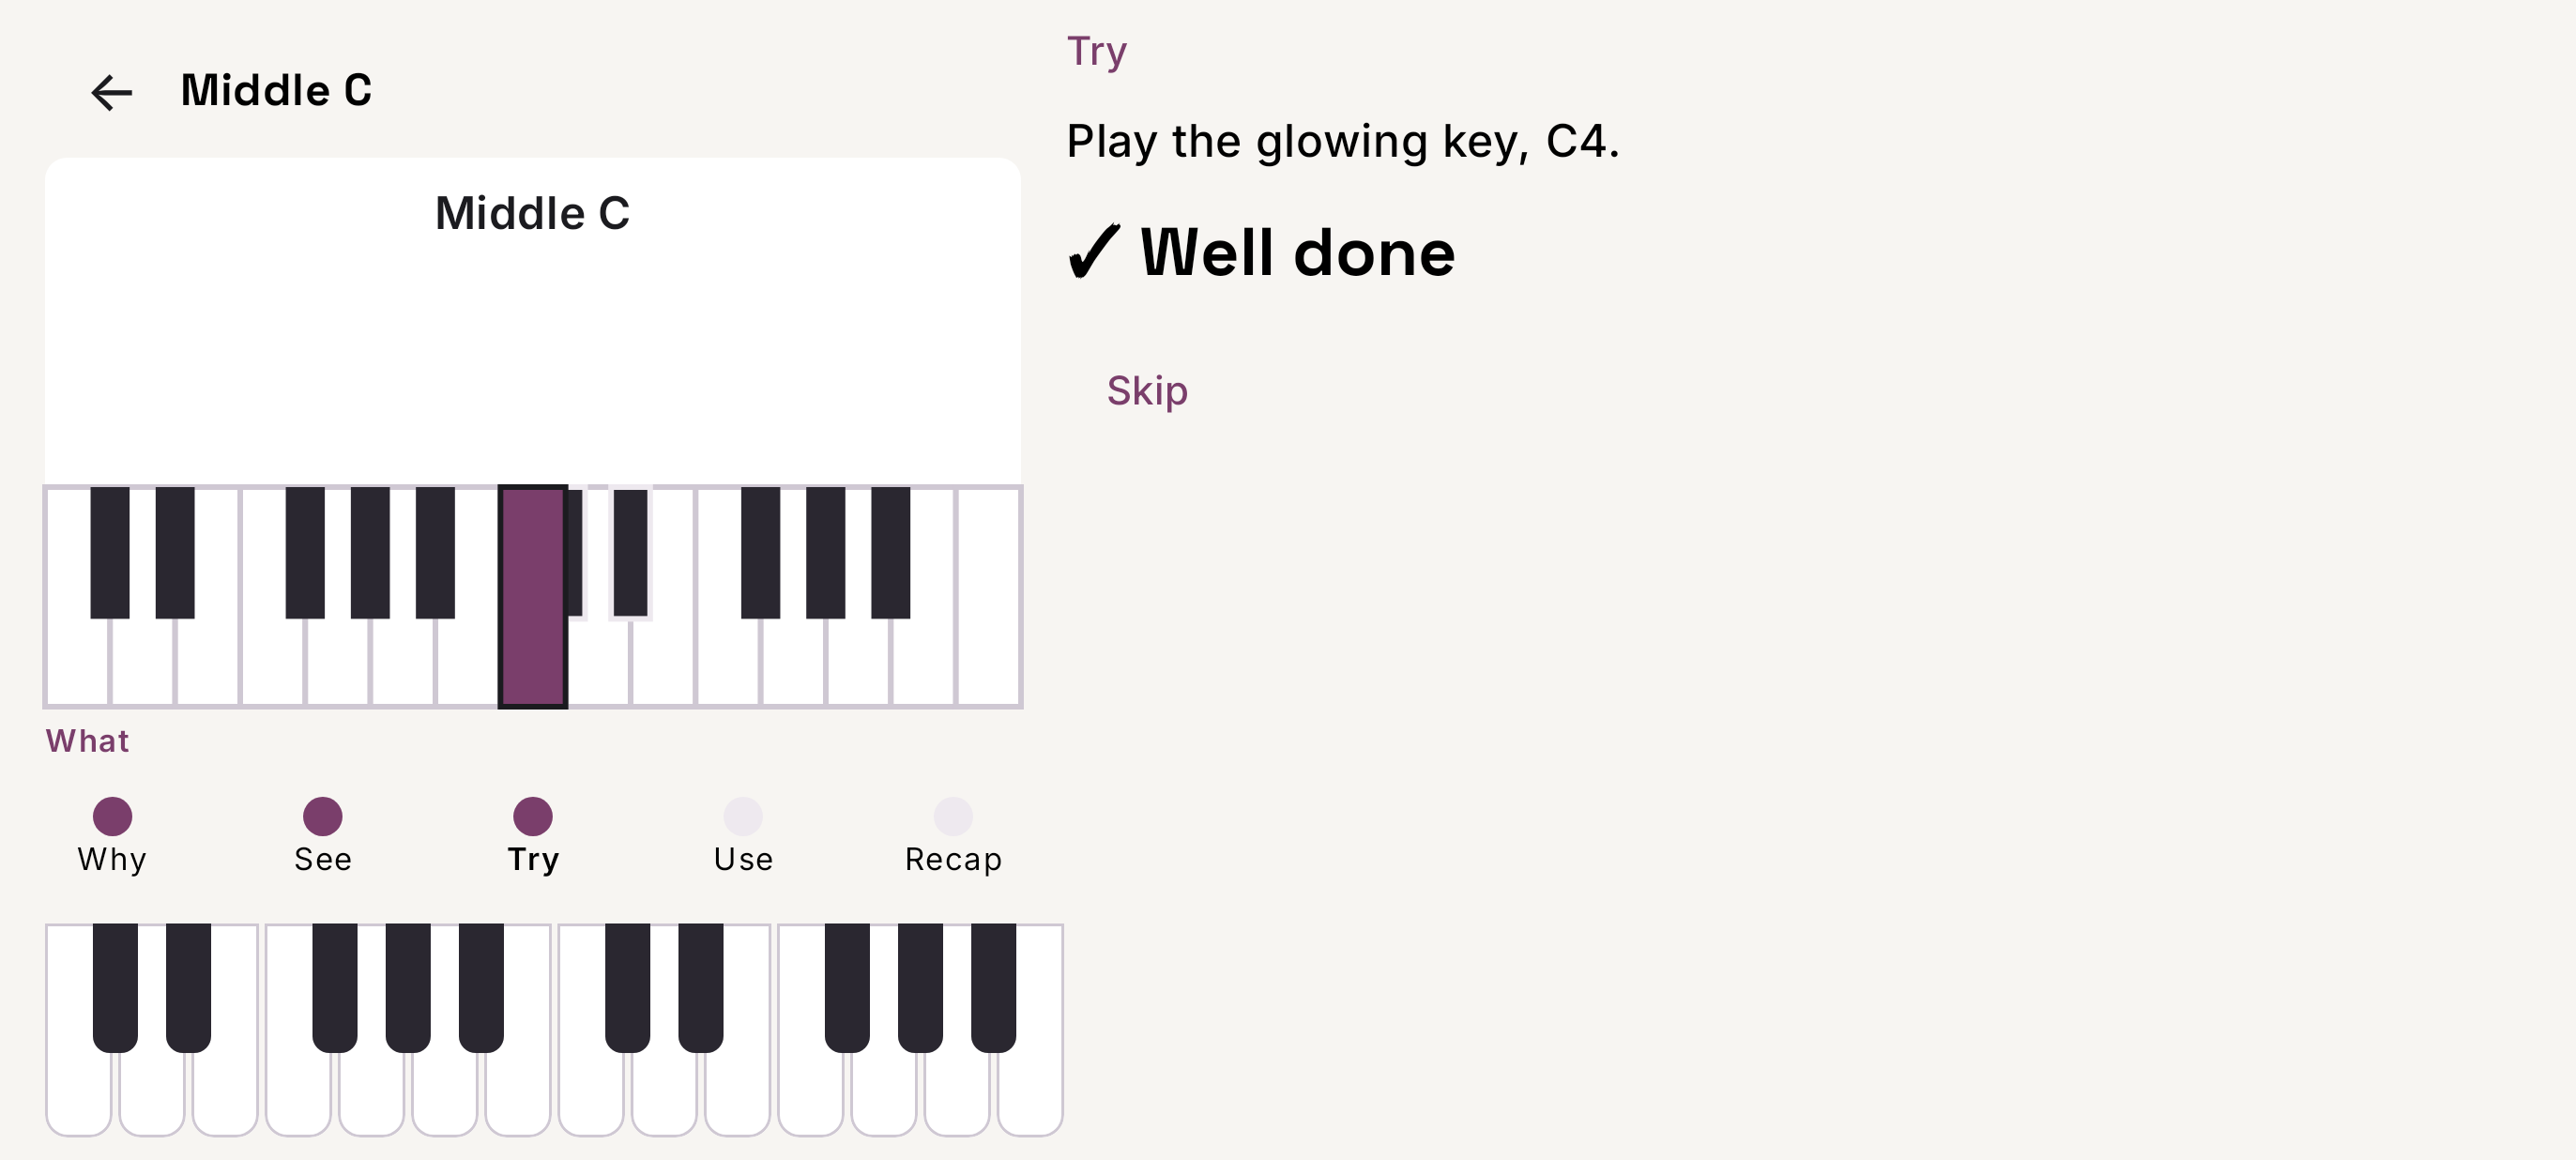 Middle C
Middle C
What
Why
See
Try
Use
Recap
Try
Play the glowing key, C4.
✓ Well done
Skip